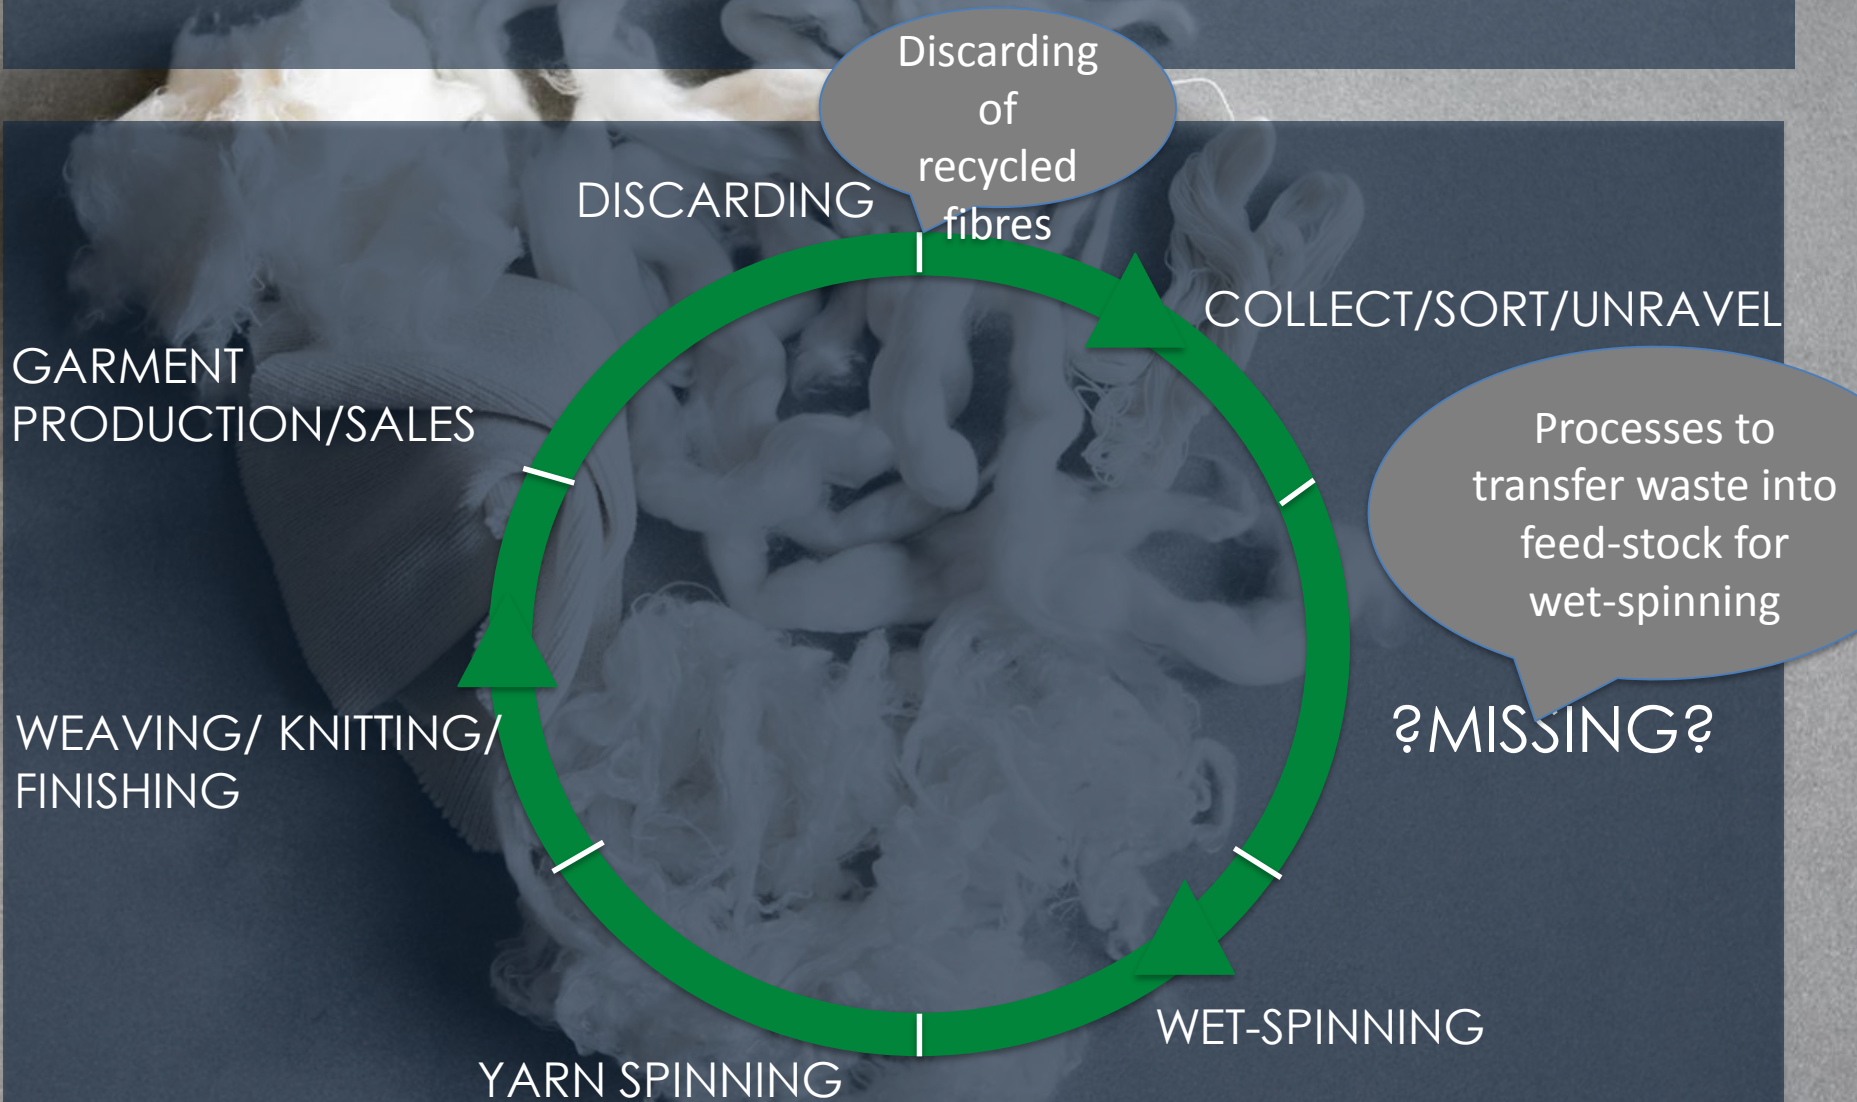 Discarding
of
recycled
fibres
DISCARDING
COLLECT/SORT/UNRAVEL
GARMENT
PRODUCTION/SALES
Processes to
transfer waste into
feed-stock for
wet-spinning
?MISSING?
WEAVING/ KNITTING/
FINISHING
WET-SPINNING
YARN SPINNING